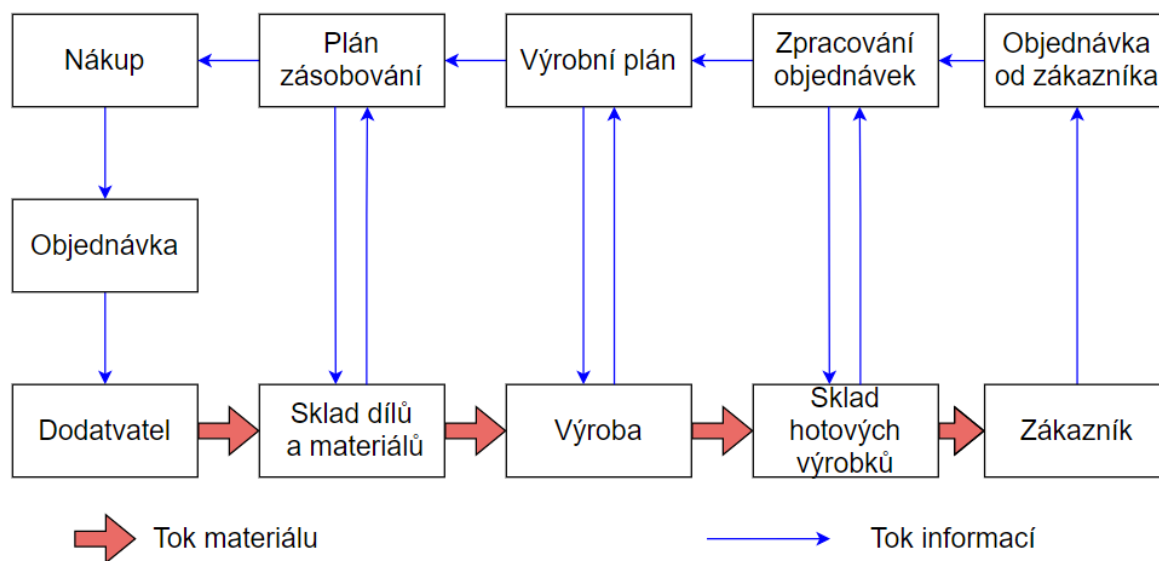 Nákup
Plán
zásobování
Výrobní plán
Zpracování
objednávek
Objednávka
od zákazníka
Objednávka
Dodatvatel
Sklad dílů
a materiálů
Výroba
Sklad
hotových
výrobků
Zákazník
Tok materiálu
Tok informací